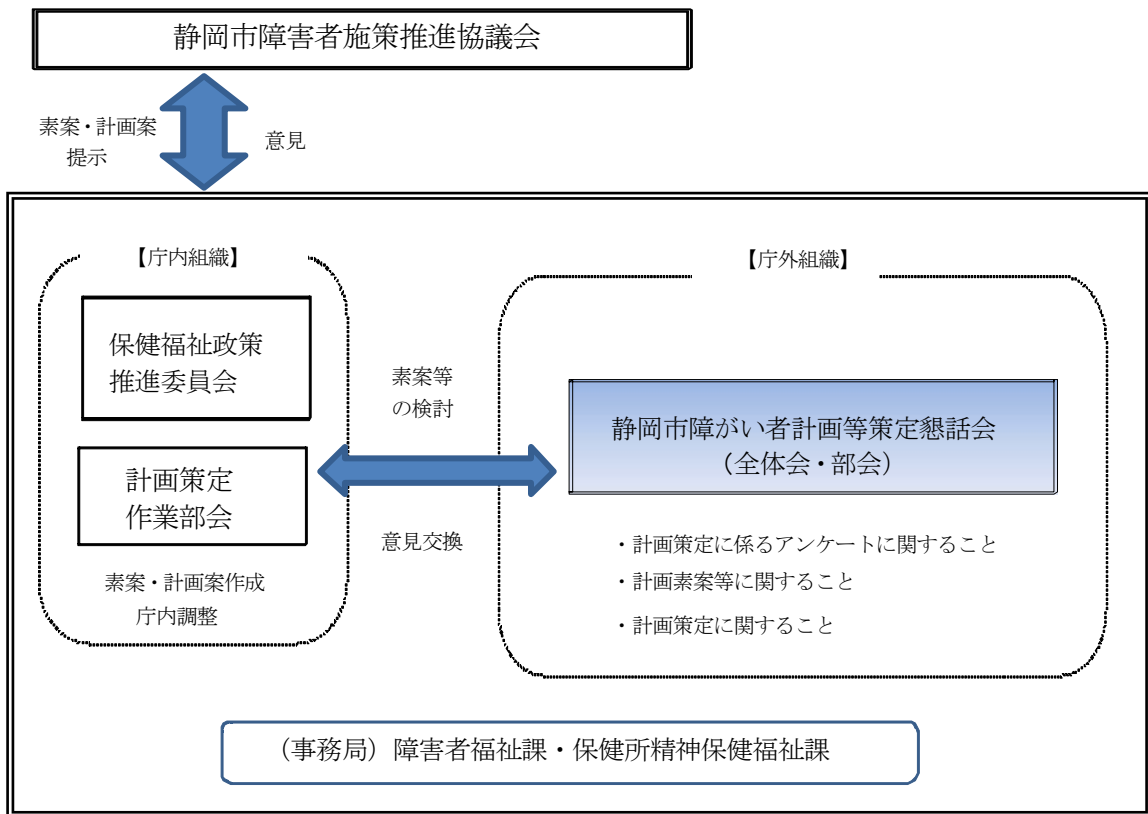 静岡市障害者施策推進協議会
素案・計画案
提示
意見
【庁内組織】
保健福祉政策
推進委員会
計画策定
作業部会
素案・計画案作成
庁内調整
素案等
の検討
意見交換
【庁外組織】
静岡市障がい者計画等策定懇話会
（全体会・部会）
・計画策定に係るアンケートに関すること
・計画素案等に関すること
・計画策定に関すること
（事務局）障害者福祉課・保健所精神保健福祉課